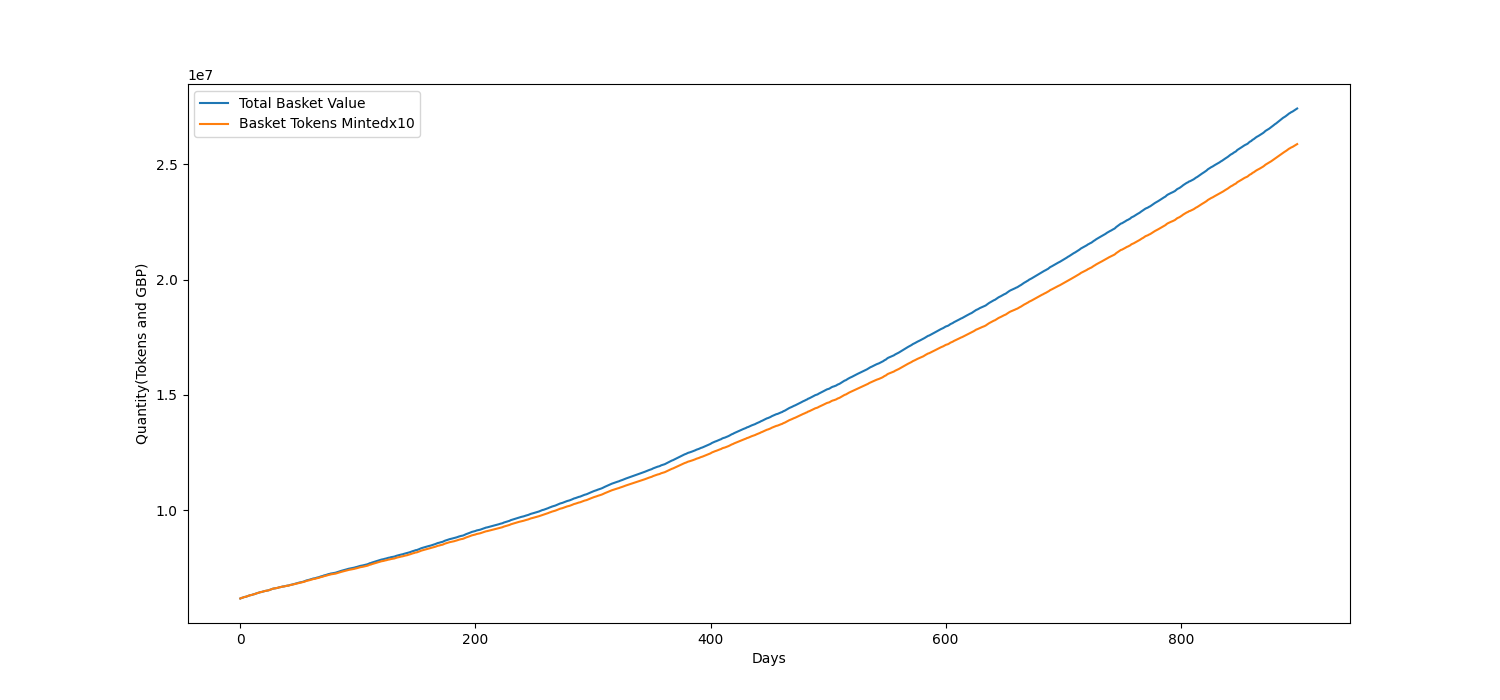 1e7
Total Basket Value
Basket Tokens Mintedx10
2.5
2.0
1.5
1.0
Quantity(Tokens and GBP)
0 200 400 600 800
Days